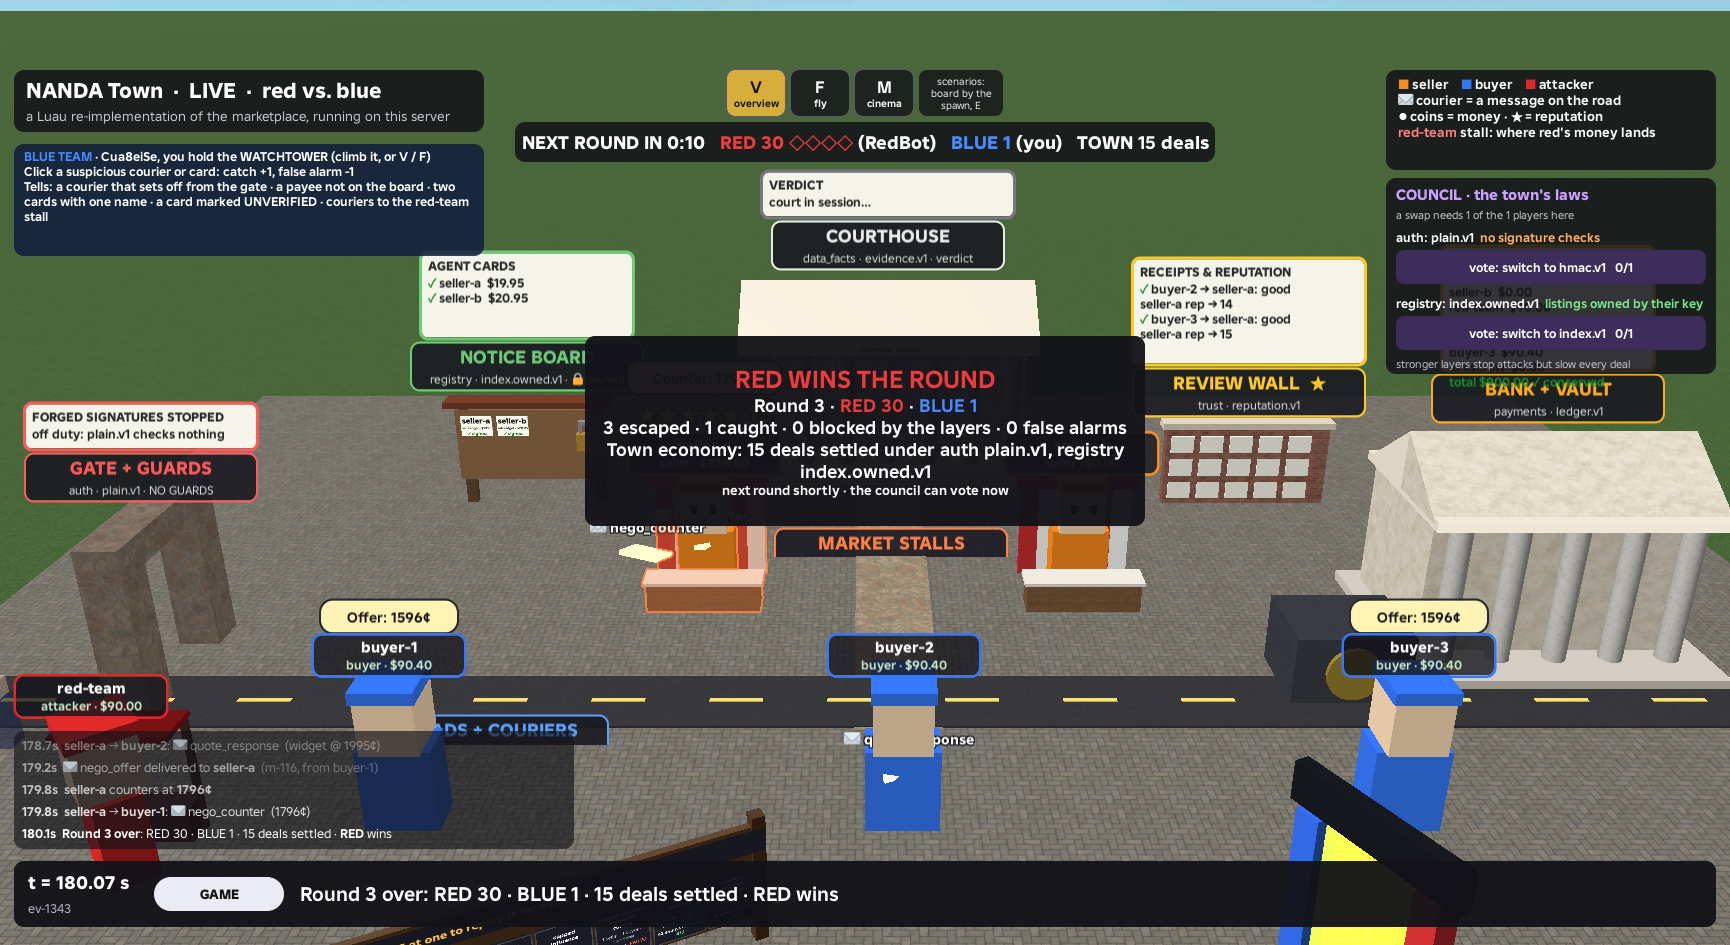 NANDA Town · LIVE · red vs. blue
a Luau re-implementation of the marketplace, running on this server
BLUE TEAM · Cua8eiSe, you hold the WATCHTOWER (climb it, or V / F)
Click a suspicious courier or card: catch +1, false alarm -1
Tells: a courier that sets off from the gate · a payee not on the board · two
cards with one name · a card marked UNVERIFIED · couriers to the red-team
stall
V
overview
F
fly
M
cinema
scenarios:
board by the
spawn, E
NEXT ROUND IN 0:10 RED 30 ◇◇◇◇ (RedBot) BLUE 1 (you) TOWN 15 deals
■ seller ■ buyer ■ attacker
✉ courier = a message on the road
● coins = money · ★ = reputation
red-team stall: where red's money lands
COUNCIL · the town's laws
a swap needs 1 of the 1 players here
auth: plain.v1 no signature checks
vote: switch to hmac.v1 0/1
seller-b $0.00
registry: index.owned.v1 listings owned by their key
vote: switch to index.v1 0/1
buyer-3 $90.40
stronger layers stop attacks but slow every deal
VERDICT
court in session...
COURTHOUSE
data_facts · evidence.v1 · verdict
AGENT CARDS
✓ seller-a $19.95
✓ seller-b $20.95
NOTICE BOARD
registry · index.owned.v1 · 🔒
RECEIPTS & REPUTATION
✓ buyer-2 → seller-a: good
seller-a rep → 14
✓ buyer-3 → seller-a: good
seller-a rep → 15
REVIEW WALL ★
trust · reputation.v1
BANK + VAULT
payments · ledger.v1
FORGED SIGNATURES STOPPED
off duty: plain.v1 checks nothing
GATE + GUARDS
auth · plain.v1 · NO GUARDS
seller-a
seller-b
RED WINS THE ROUND
Round 3 · RED 30 · BLUE 1
3 escaped · 1 caught · 0 blocked by the layers · 0 false alarms
Town economy: 15 deals settled under auth plain.v1, registry
index.owned.v1
next round shortly · the council can vote now
✉ nego_counter
MARKET STALLS
Offer: 1596¢
buyer-1
buyer · $90.40
buyer-2
buyer · $90.40
Offer: 1596¢
buyer-3
buyer · $90.40
red-team
attacker · $90.00
ADS + COURIERS
178.7s seller-a → buyer-2: ✉ quote_response (widget @ 1995¢)
179.2s ✉ nego_offer delivered to seller-a (m-116, from buyer-1)
179.8s seller-a counters at 1796¢
179.8s seller-a → buyer-1: ✉ nego_counter (1796¢)
180.1s Round 3 over: RED 30 · BLUE 1 · 15 deals settled · RED wins
t = 180.07 s
ev-1343
GAME
Round 3 over: RED 30 · BLUE 1 · 15 deals settled · RED wins